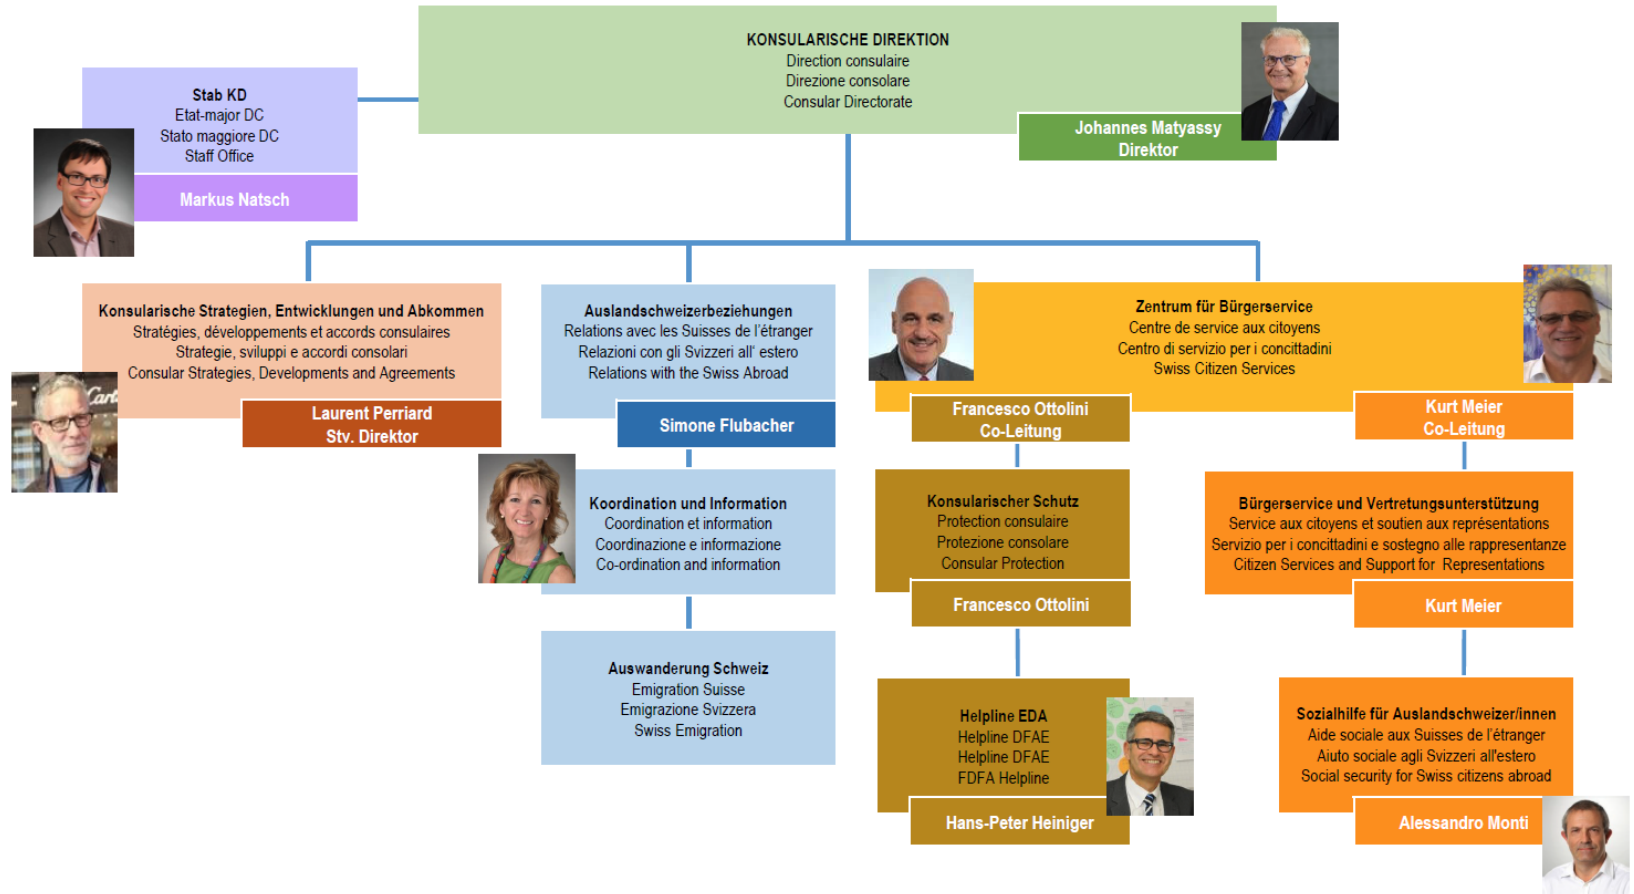 KONSULARISCHE DIREKTION
Direction consulaire
Direzione consolare
Consular Directorate
Johannes Matyassy
Direktor
Stab KD
Etat-major DC
Stato maggiore DC
Staff Office
Markus Natsch
Konsularische Strategien, Entwicklungen und Abkommen
Stratégies, développements et accords consulaires
Strategie, sviluppi e accordi consolari
Consular Strategies, Developments and Agreements
Laurent Perriard
Stv. Direktor
Auslandschweizerbeziehungen
Relations avec les Suisses de l'étranger
Relazioni con gli Svizzeri all' estero
Relations with the Swiss Abroad
Simone Flubacher
Koordination und Information
Coordination et information
Coordinazione e informazione
Co-ordination and information
Auswanderung Schweiz
Emigration Suisse
Emigrazione Svizzera
Swiss Emigration
Zentrum für Bürgerservice
Centre de service aux citoyens
Centro di servizio per i concittadini
Swiss Citizen Services
Francesco Ottolini
Co-Leitung
Kurt Meier
Co-Leitung
Konsularischer Schutz
Protection consulaire
Protezione consolare
Consular Protection
Francesco Ottolini
Helpline EDA
Helpline DFAE
Helpline DFAE
FDFA Helpline
Hans-Peter Heiniger
Bürgerservice und Vertretungsunterstützung
Service aux citoyens et soutien aux représentations
Servizio per i concittadini e sostegno alle rappresentanze
Citizen Services and Support for Representations
Kurt Meier
Sozialhilfe für Auslandschweizer/innen
Aide sociale aux Suisses de l'étranger
Aiuto sociale agli Svizzeri all'estero
Social security for Swiss citizens abroad
Alessandro Monti